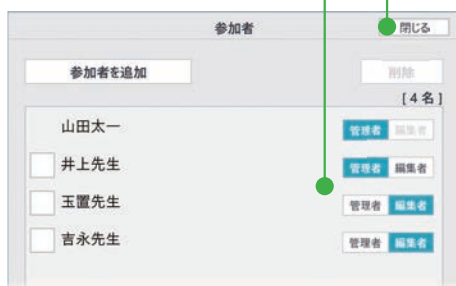 参加者 閉じる
参加者を追加 削除
[4名]
山田太一 管理者 編集者
井上先生 管理者 編集者
玉置先生 管理者 編集者
吉永先生 管理者 編集者